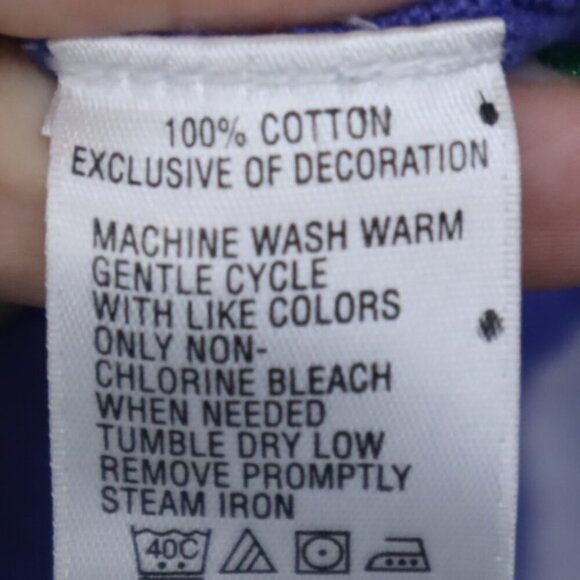 100% COTTON
EXCLUSIVE OF DECORATION
MACHINE WASH WARM
GENTLE CYCLE
WITH LIKE COLORS
ONLY NON-
CHLORINE BLEACH
WHEN NEEDED
TUMBLE DRY LOW
REMOVE PROMPTLY
STEAM IRON
40C